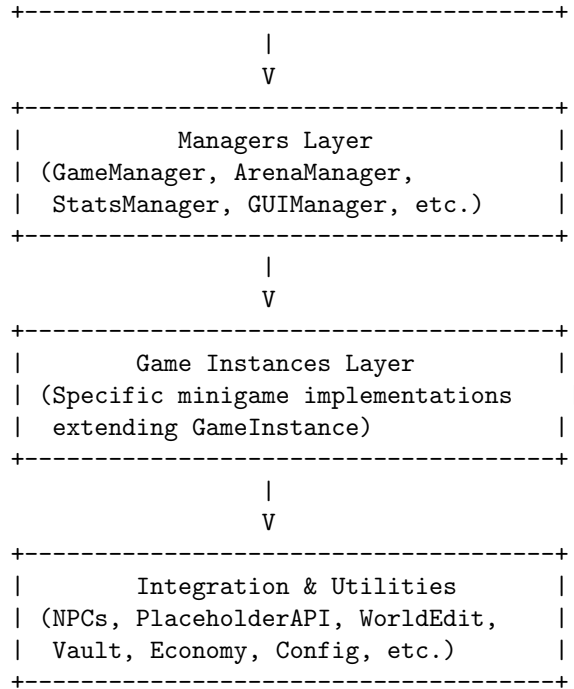 +--------------------------------------+
|
V
+--------------------------------------+
| Managers Layer |
| (GameManager, ArenaManager, |
| StatsManager, GUIManager, etc.) |
+--------------------------------------+
|
V
+--------------------------------------+
| Game Instances Layer |
| (Specific minigame implementations
| extending GameInstance) |
+--------------------------------------+
|
V
+--------------------------------------+
| Integration & Utilities |
| (NPCs, PlaceholderAPI, WorldEdit, |
| Vault, Economy, Config, etc.) |
+--------------------------------------+